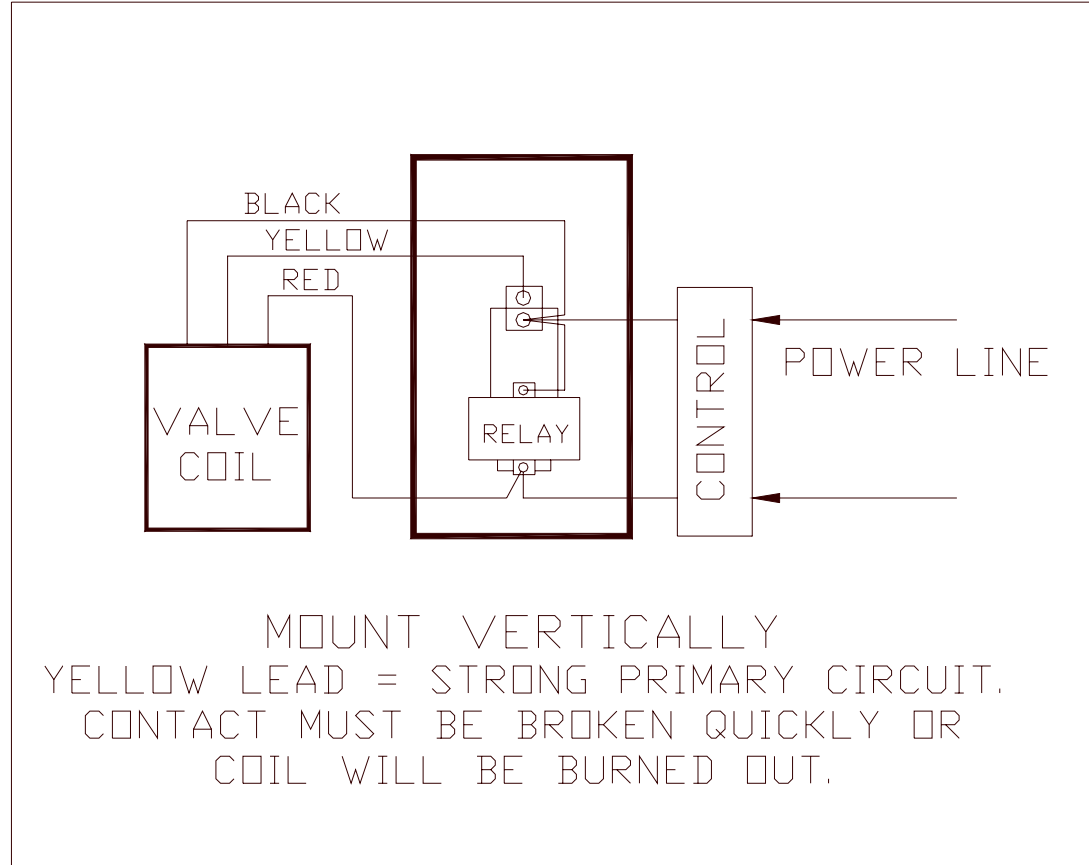 BLACK
YELLOW
RED
VALVE
COIL
RELAY
CONTROL
POWER LINE
MOUNT VERTICALLY
YELLOW LEAD = STRONG PRIMARY CIRCUIT.
CONTACT MUST BE BROKEN QUICKLY OR
COIL WILL BE BURNED OUT.